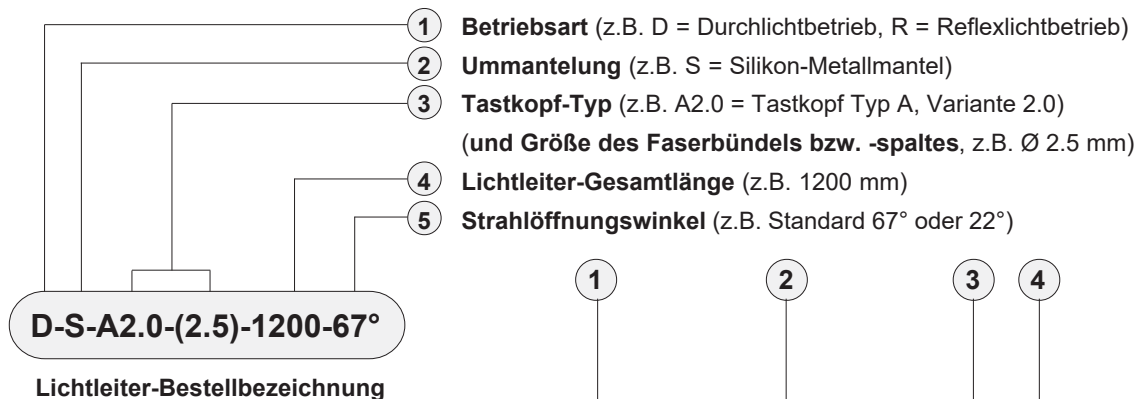 1 Betriebsart (z.B. D = Durchlichtbetrieb, R = Reflexlichtbetrieb)
2 Ummantelung (z.B. S = Silikon-Metallmantel)
3 Tastkopf-Typ (z.B. A2.0 = Tastkopf Typ A, Variante 2.0)
(und Größe des Faserbündels bzw. -spaltes, z.B. Ø 2.5 mm)
4 Lichtleiter-Gesamtlänge (z.B. 1200 mm)
5 Strahlöffnungswinkel (z.B. Standard 67° oder 22°)
1 2 3 4
D-S-A2.0-(2.5)-1200-67°
Lichtleiter-Bestellbezeichnung